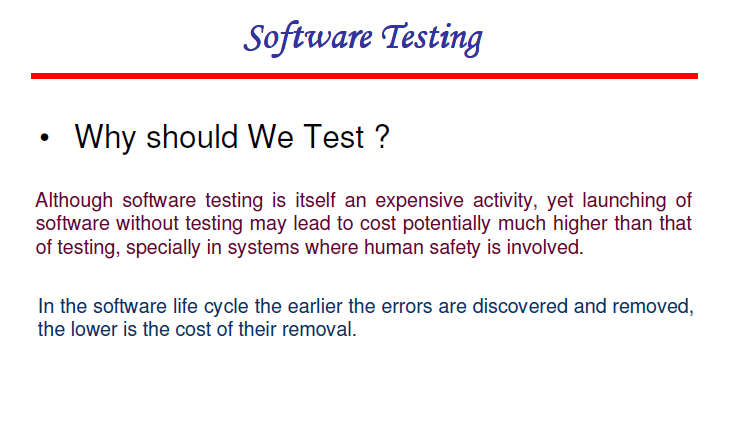 Software Testing
• Why should We Test ?
Although software testing is itself an expensive activity, yet launching of
software without testing may lead to cost potentially much higher than that
of testing, specially in systems where human safety is involved.
In the software life cycle the earlier the errors are discovered and removed,
the lower is the cost of their removal.